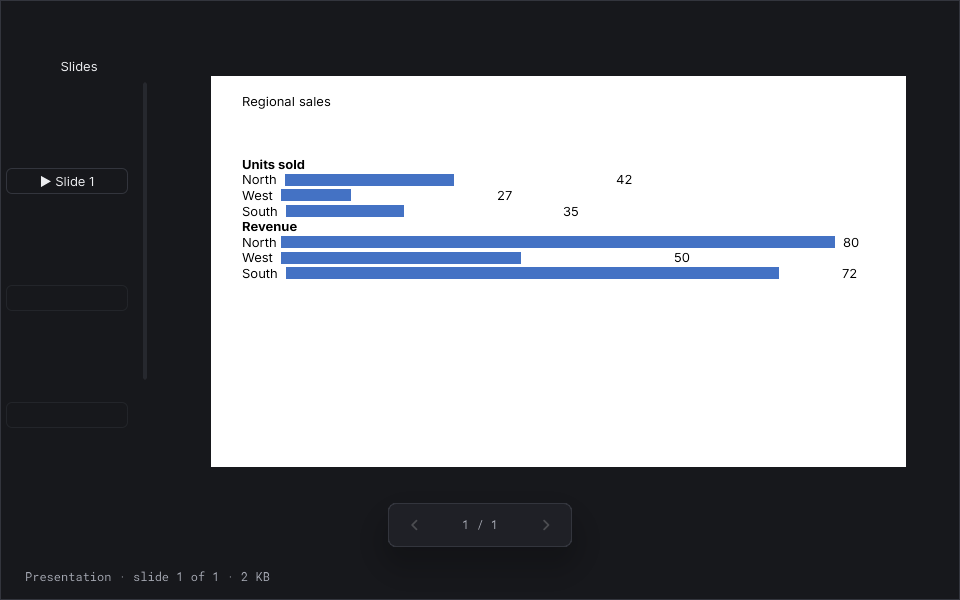 Slides
▶ Slide 1
Regional sales
Units sold
North 42
West 27
South 35
Revenue
North 80
West 50
South 72
1 / 1
Presentation · slide 1 of 1 · 2 KB